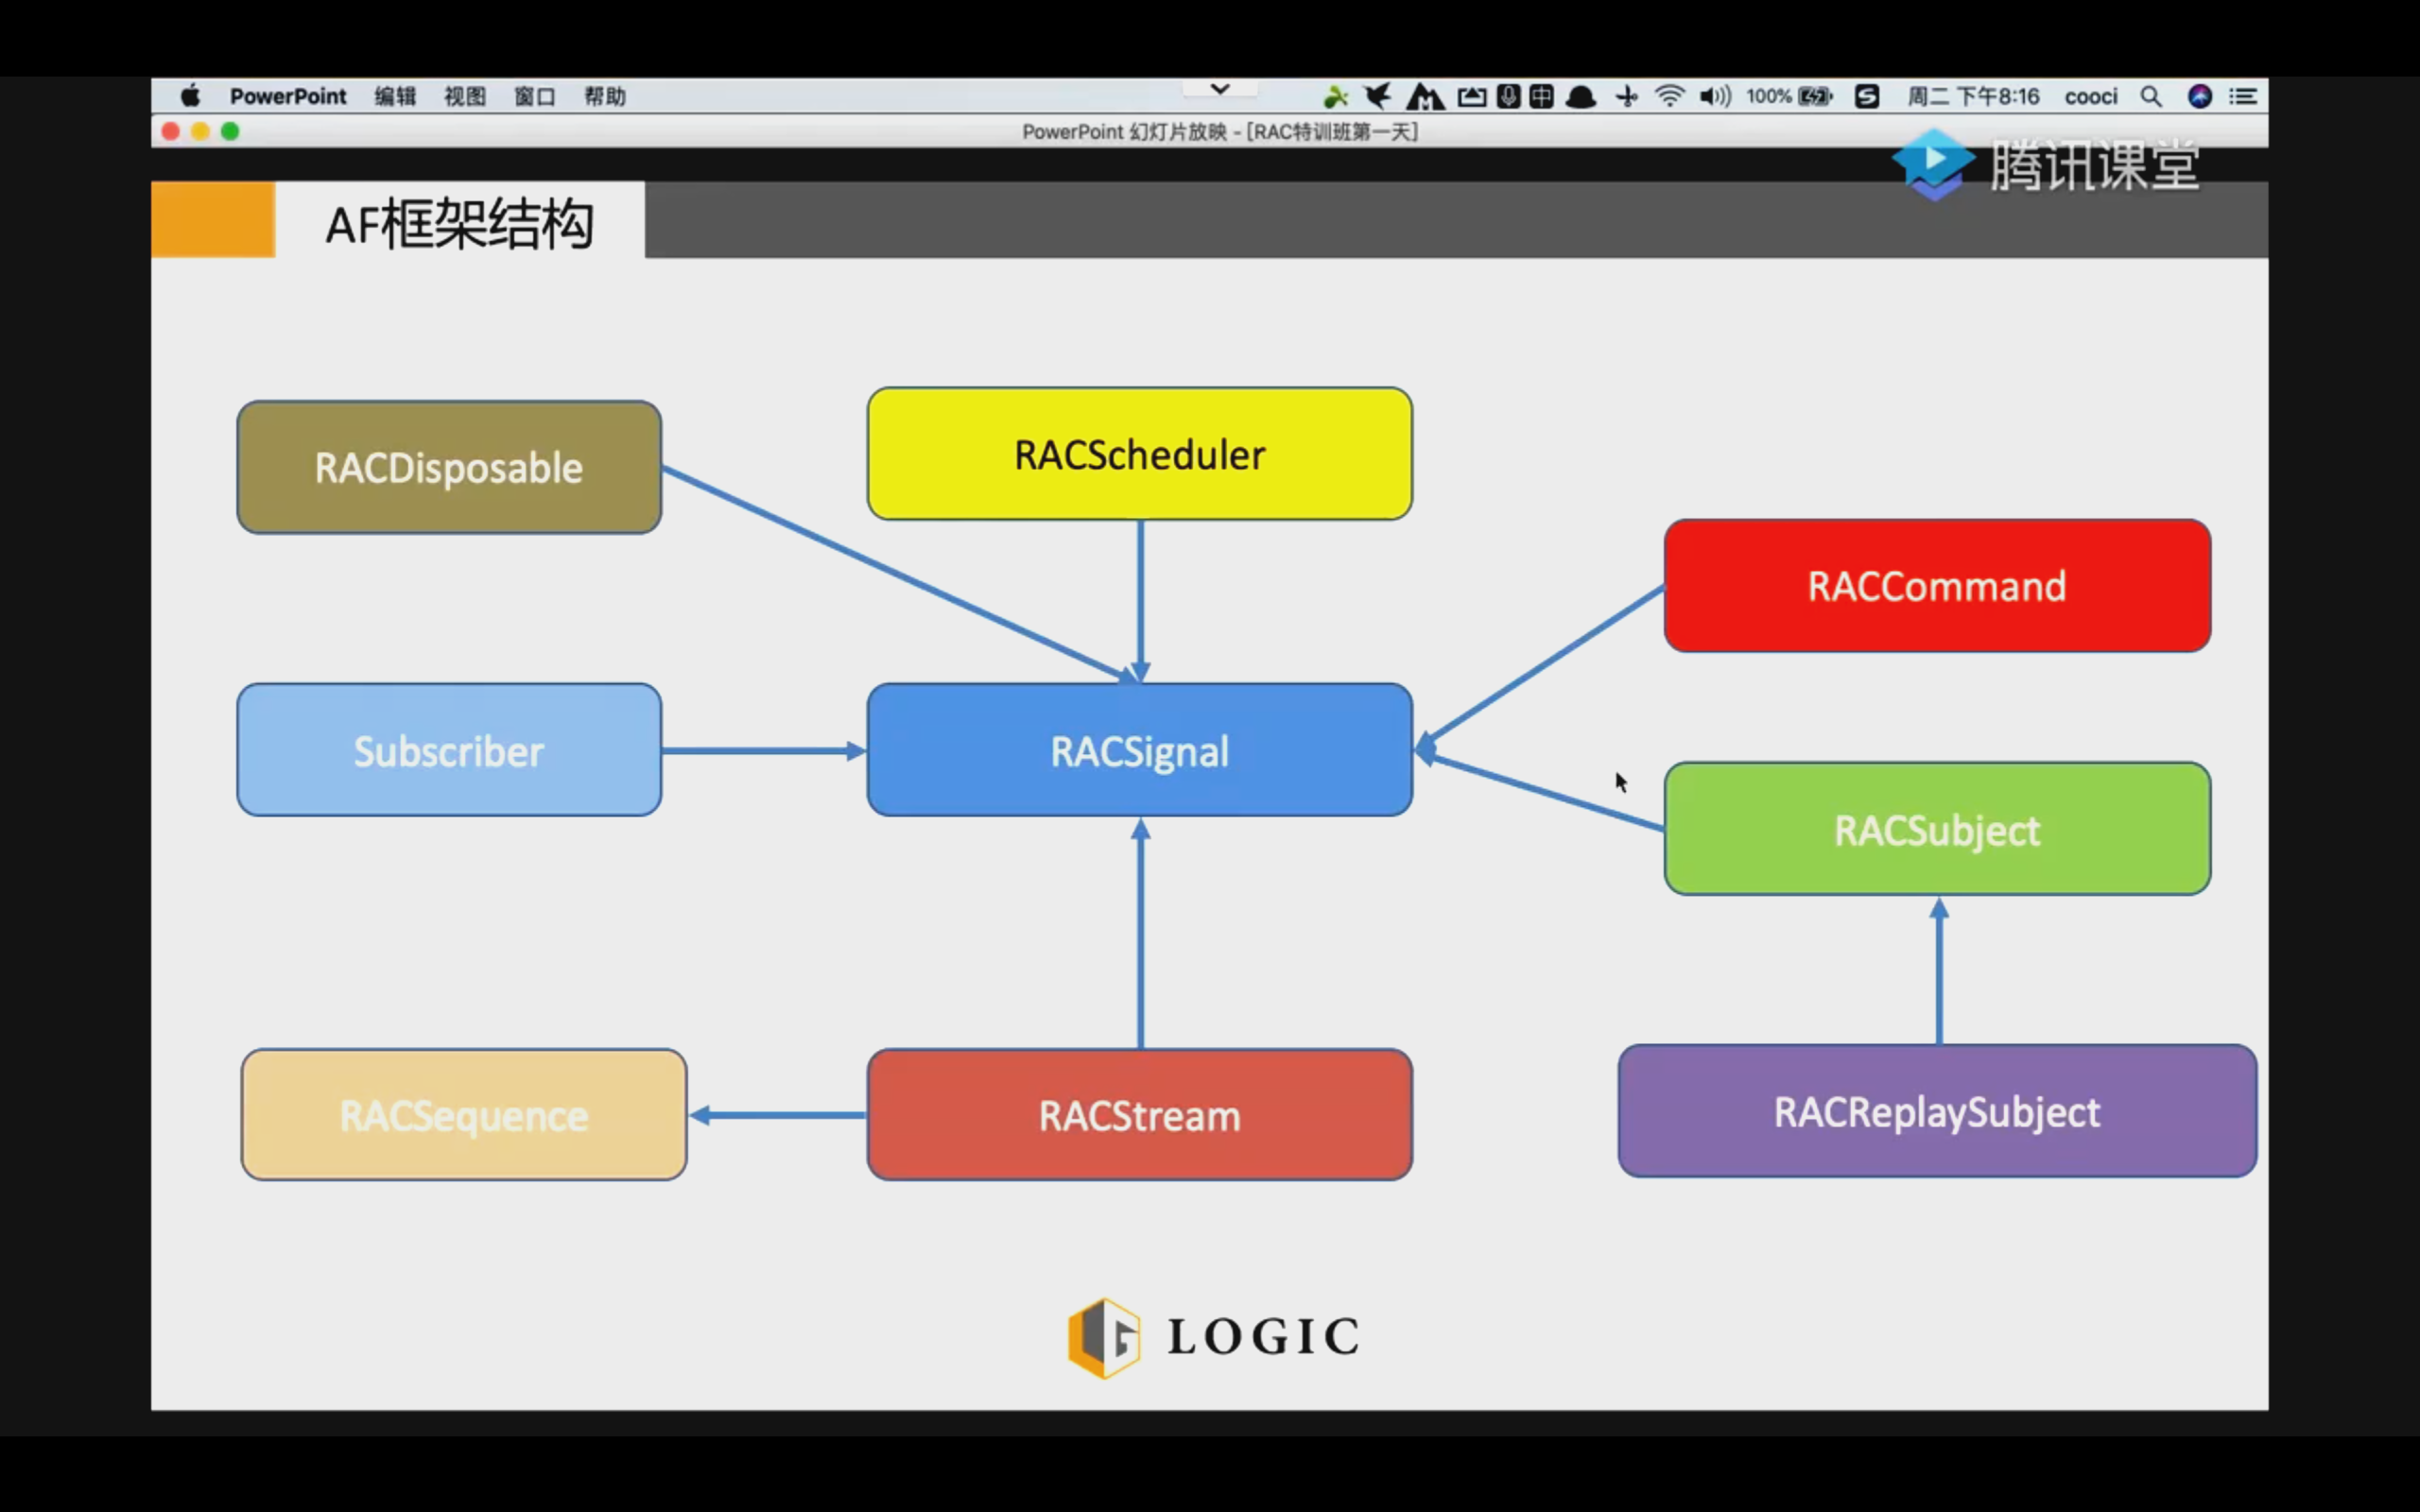 PowerPoint 编辑 视图 窗口 帮助 中 100% 周二 下午8:16 cooci
PowerPoint 幻灯片放映 - [RAC特训班第一天]
腾讯课堂
AF框架结构
RACDisposable
RACScheduler
RACCommand
Subscriber
RACSignal
RACSubject
RACSequence
RACStream
RACReplaySubject
LOGIC